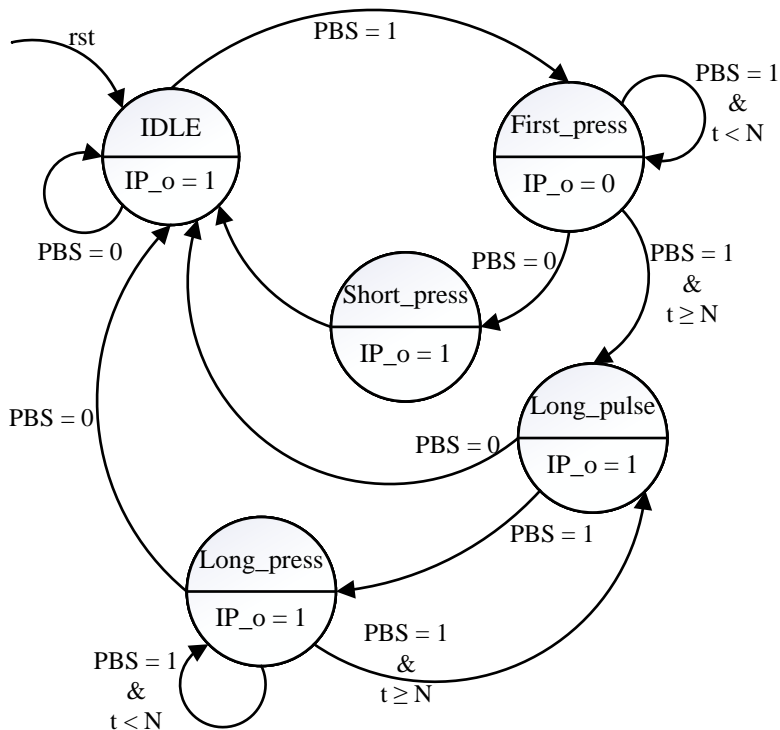 rst
PBS = 1
IDLE
IP_o = 1
PBS = 0
First_press
IP_o = 0
PBS = 1
&
t < N
PBS = 0
PBS = 1
&
t ≥ N
Short_press
IP_o = 1
Long_pulse
IP_o = 1
PBS = 0
PBS = 0
PBS = 1
Long_press
IP_o = 1
PBS = 1
&
t < N
PBS = 1
&
t ≥ N